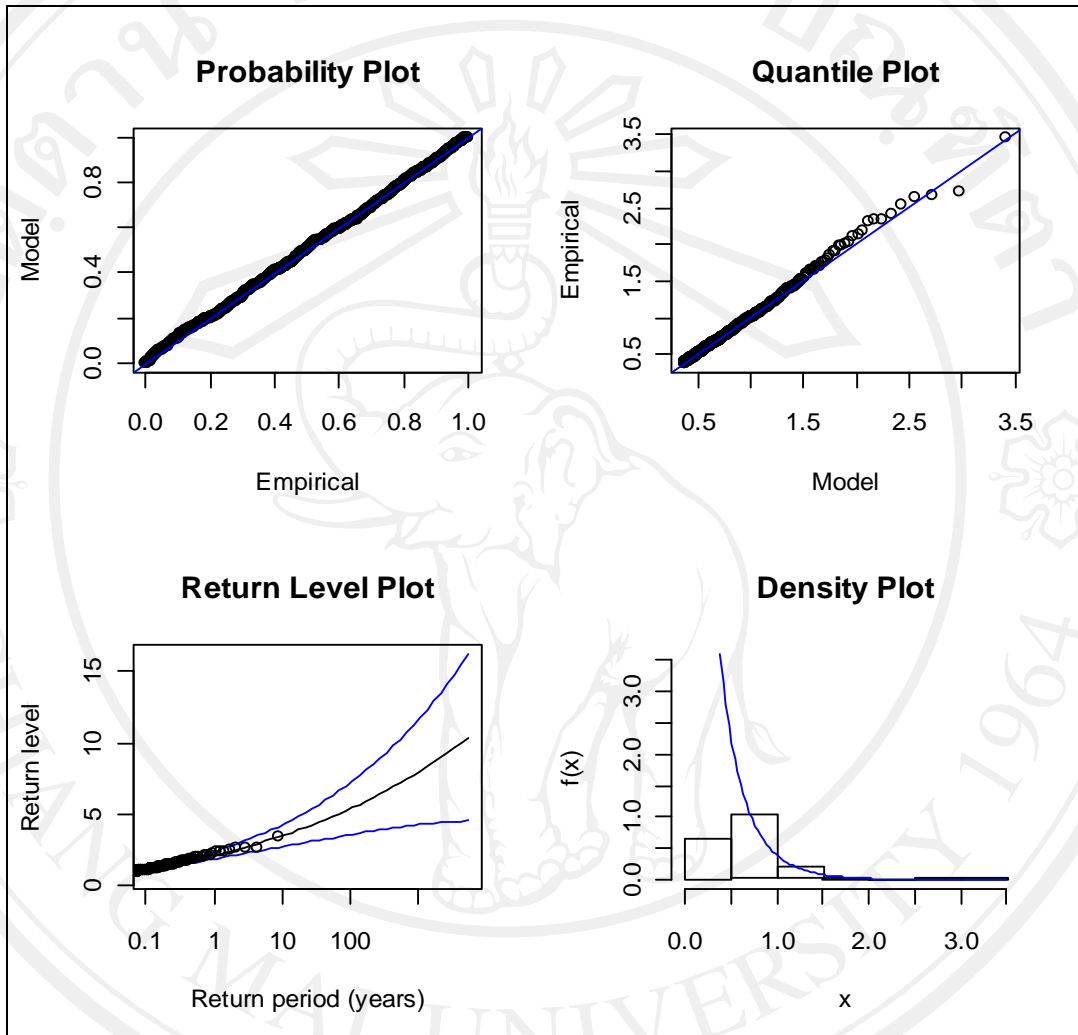 Probability Plot
Model
0.0 0.4 0.8
0.0 0.2 0.4 0.6 0.8 1.0
Empirical
Quantile Plot
Empirical
0.5 1.5 2.5 3.5
0.5 1.5 2.5 3.5
Model
Return Level Plot
Return level
0 5 10 15
0.1 1 10 100
Return period (years)
Density Plot
f(x)
0.0 1.0 2.0 3.0
0.0 1.0 2.0 3.0
x
MAI UNIVERSITY 1964